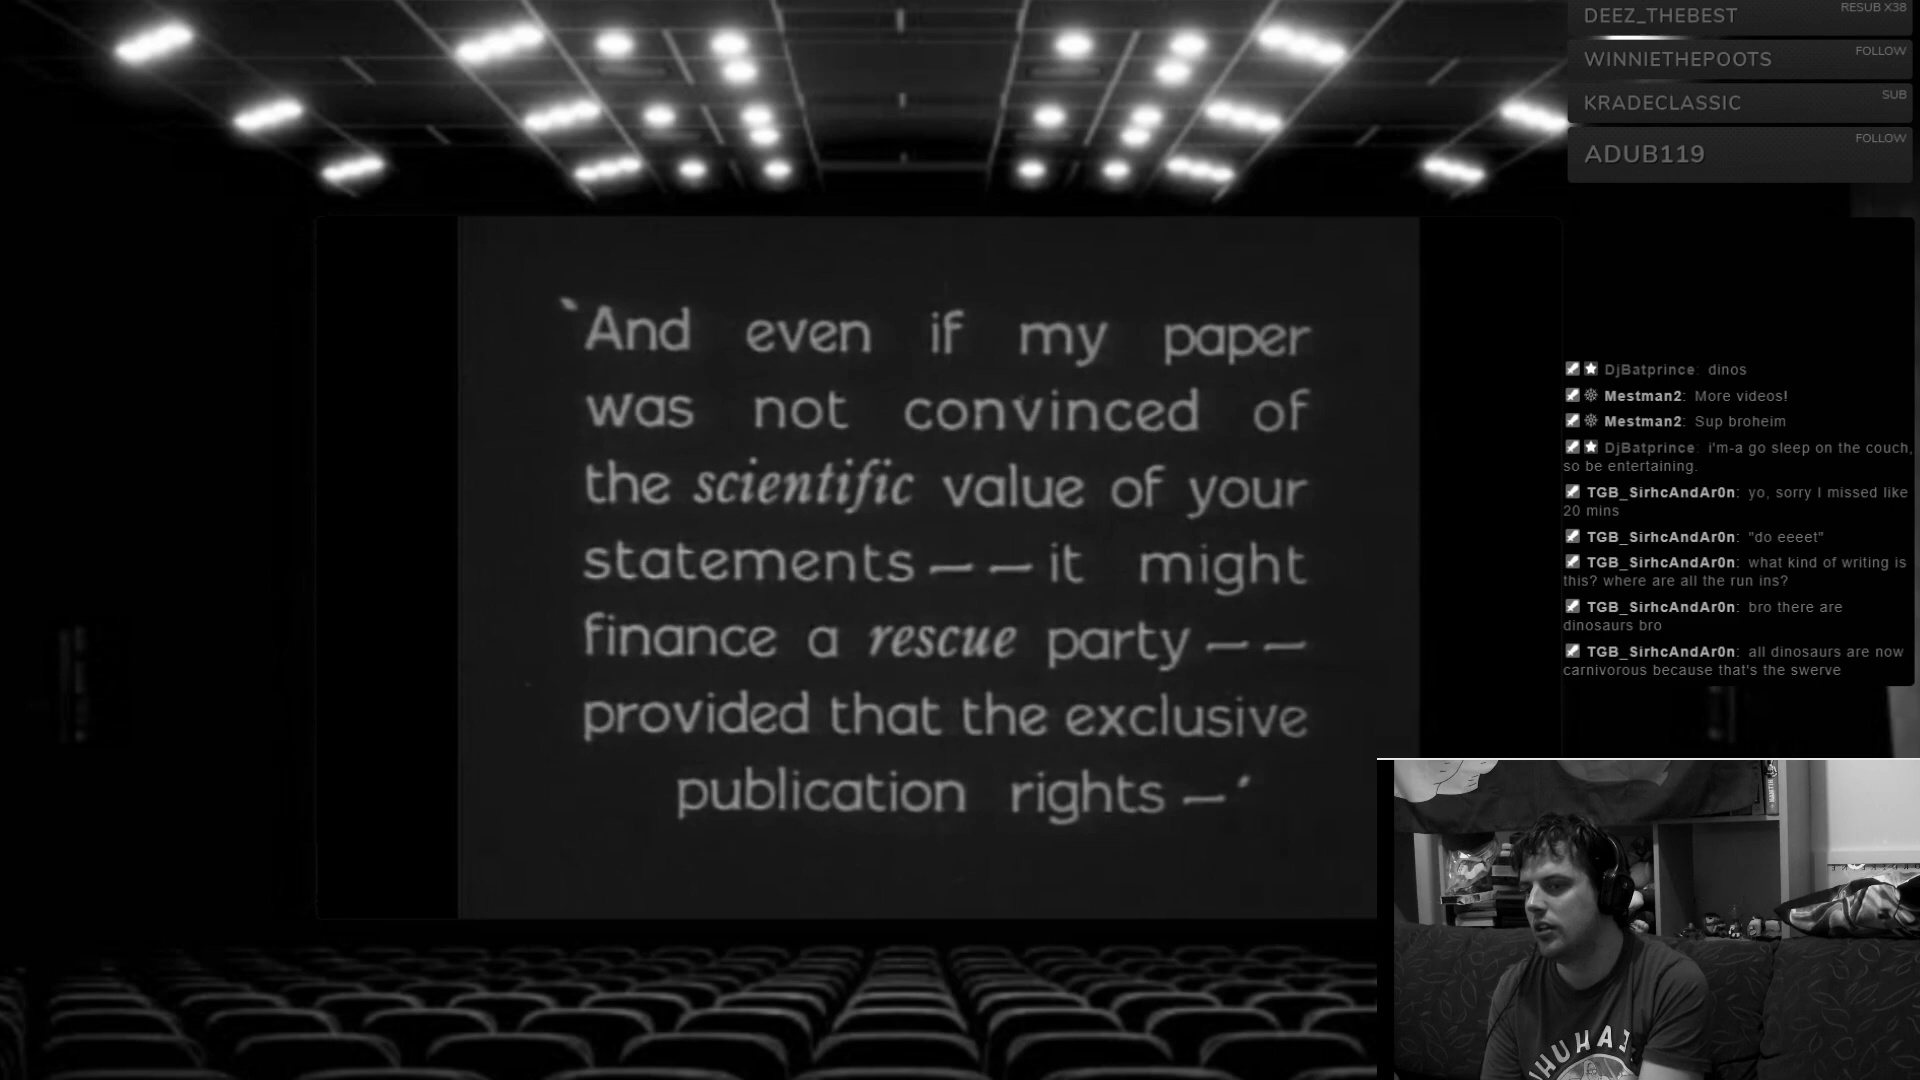 DEEZ_THEBEST
RESUB X38
WINNIETHEPOOTS
FOLLOW
KRADECLASSIC
SUB
ADUB119
FOLLOW
`And even if my paper
was not convinced of
the scientific value of your
statements — — it might
finance a rescue party — —
provided that the exclusive
publication rights — ´
DjBatprince: dinos
Mestman2: More videos!
Mestman2: Sup broheim
DjBatprince: i'm-a go sleep on the couch,
so be entertaining.
TGB_SirhcAndAr0n: yo, sorry I missed like
20 mins
TGB_SirhcAndAr0n: "do eeeet"
TGB_SirhcAndAr0n: what kind of writing is
this? where are all the run ins?
TGB_SirhcAndAr0n: bro there are
dinosaurs bro
TGB_SirhcAndAr0n: all dinosaurs are now
carnivorous because that's the swerve